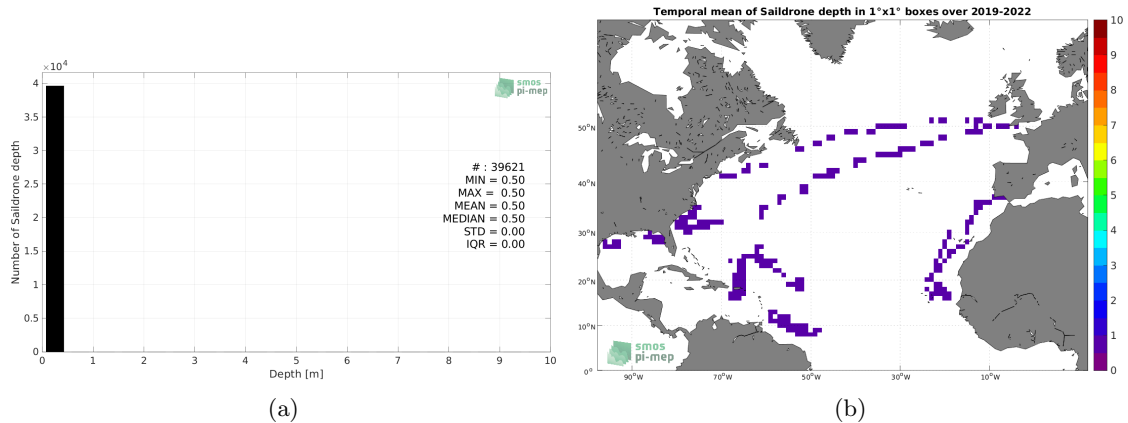 ×10⁴
4
3.5
3
2.5
2
1.5
1
0.5
0
Number of Saildrone depth
smos
pi-mep
# : 39621
MIN = 0.50
MAX = 0.50
MEAN = 0.50
MEDIAN = 0.50
STD = 0.00
IQR = 0.00
0 1 2 3 4 5 6 7 8 9 10
Depth [m]
(a)
Temporal mean of Saildrone depth in 1°x1° boxes over 2019-2022
50°N
40°N
30°N
20°N
10°N
0°
90°W 70°W 50°W 30°W 10°W
smos
pi-mep
10
9
8
7
6
5
4
3
2
1
0
(b)